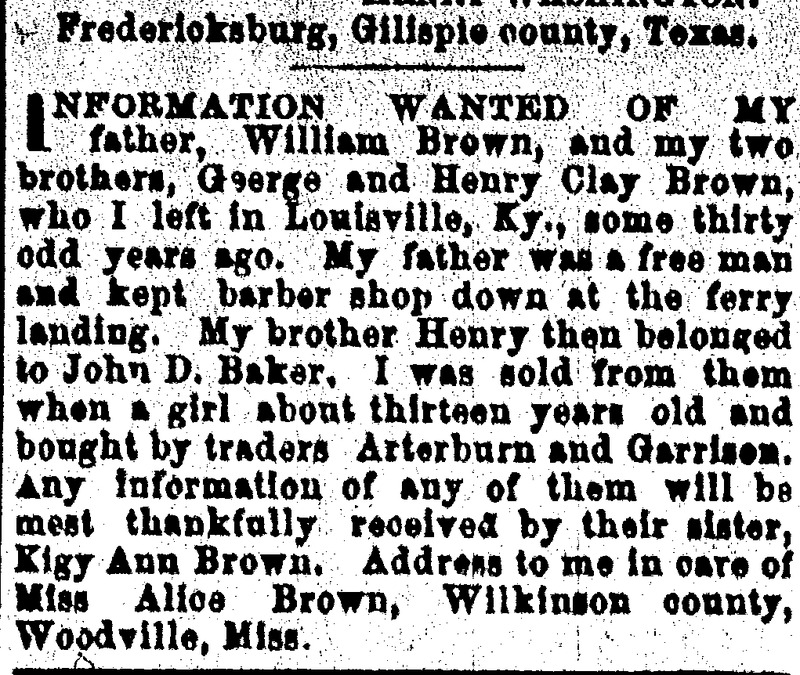 Fredericksburg, Gillspie county, Texas.
INFORMATION WANTED OF MY
father, William Brown, and my two
brothers, George and Henry Clay Brown,
who I left in Louisville, Ky., some thirty
odd years ago. My father was a free man
and kept barber shop down at the ferry
landing. My brother Henry then belonged
to John D. Baker. I was sold from them
when a girl about thirteen years old and
bought by traders Arterburn and Garrison.
Any information of any of them will be
most thankfully received by their sister,
Kigy Ann Brown. Address to me in care of
Miss Alice Brown, Wilkinson county,
Woodville, Miss.